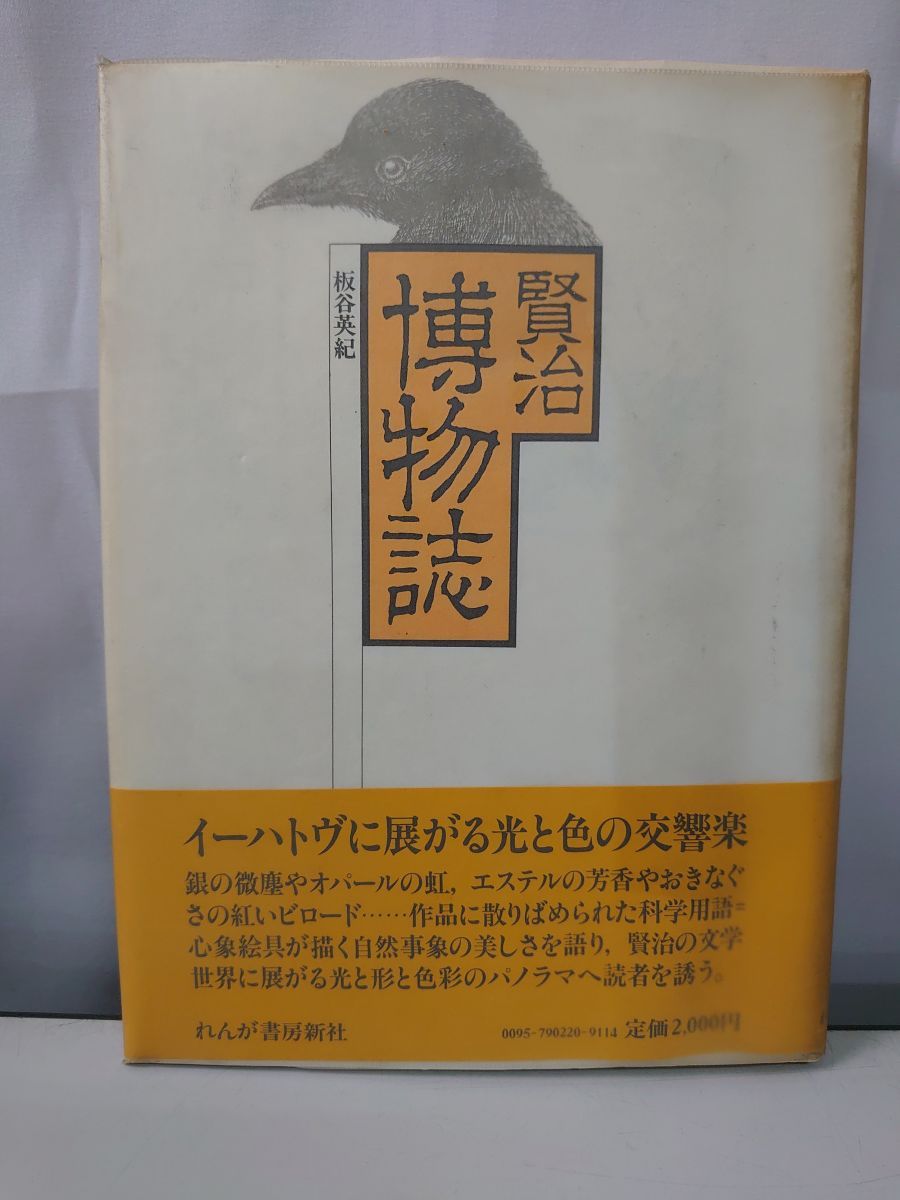 賢治
博物誌
板谷英紀
イーハトヴに展がる光と色の交響楽
銀の微塵やオパールの虹，エステルの芳香やおきなぐ
さの紅いビロード……作品に散りばめられた科学用語＝
心象絵具が描く自然事象の美しさを語り，賢治の文学
世界に展がる光と形と色彩のパノラマへ読者を誘う。
れんが書房新社
0095-790220-9114 定価2,000円